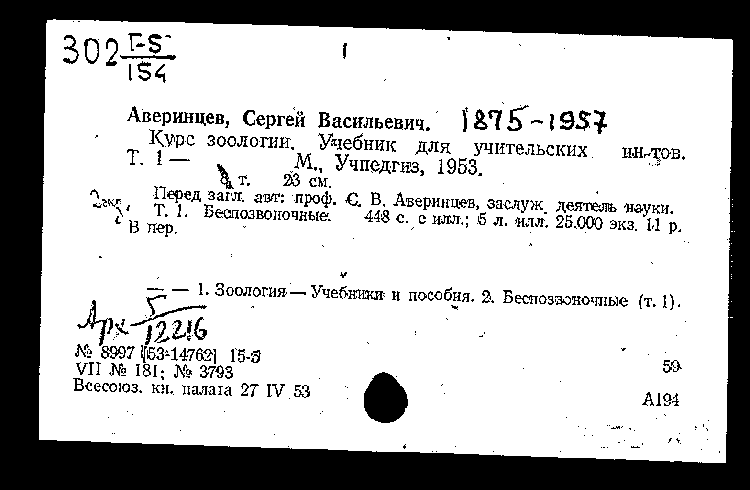 302 Г-5
154
1
Аверинцев, Сергей Васильевич. 1875-1957
Курс зоологии. Учебник для учительских ин-тов.
Т. 1 — М., Учпедгиз, 1953.
т. 23 см.
Перед загл. авт: проф. С. В. Аверинцев, заслуж. деятель науки.
2экл. Т. 1. Беспозвоночные. 448 с. с илл.; 6 л. илл. 25.000 экз. 11 р.
В пер.
— — 1. Зоология — Учебники и пособия. 2. Беспозвоночные (т. 1).
Арх 5
12216
№ 8997 [53-14762] 15-5
VII № 181; № 3793 59
Всесоюз. кн. палата 27 IV 53 А194